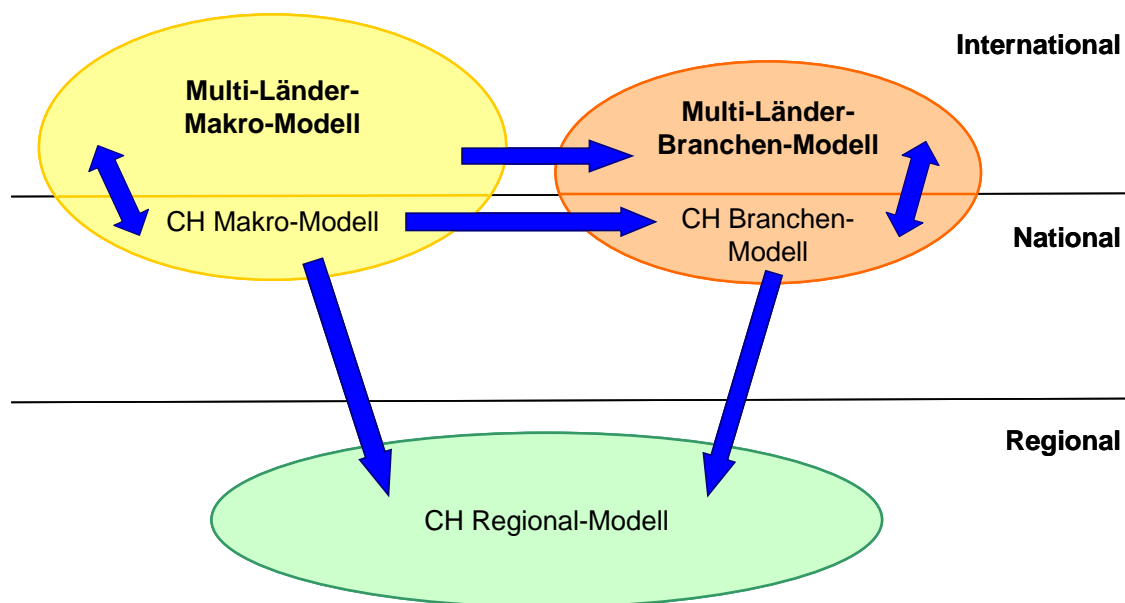 International
Multi-Länder-
Makro-Modell
Multi-Länder-
Branchen-Modell
CH Makro-Modell
CH Branchen-
Modell
National
Regional
CH Regional-Modell